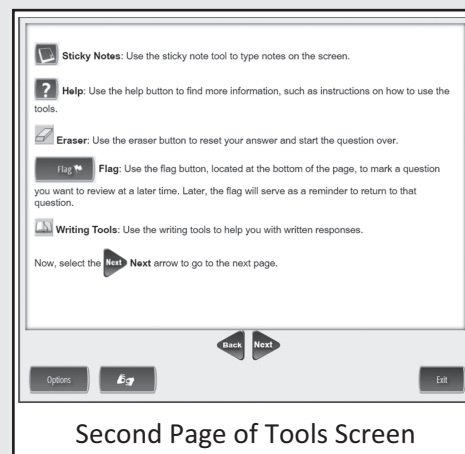 Sticky Notes: Use the sticky note tool to type notes on the screen.
? Help: Use the help button to find more information, such as instructions on how to use the
tools.
Eraser: Use the eraser button to reset your answer and start the question over.
Flag Flag: Use the flag button, located at the bottom of the page, to mark a question
you want to review at a later time. Later, the flag will serve as a reminder to return to that
question.
Writing Tools: Use the writing tools to help you with written responses.
Now, select the Next Next arrow to go to the next page.
Back Next
Options Exit
Second Page of Tools Screen